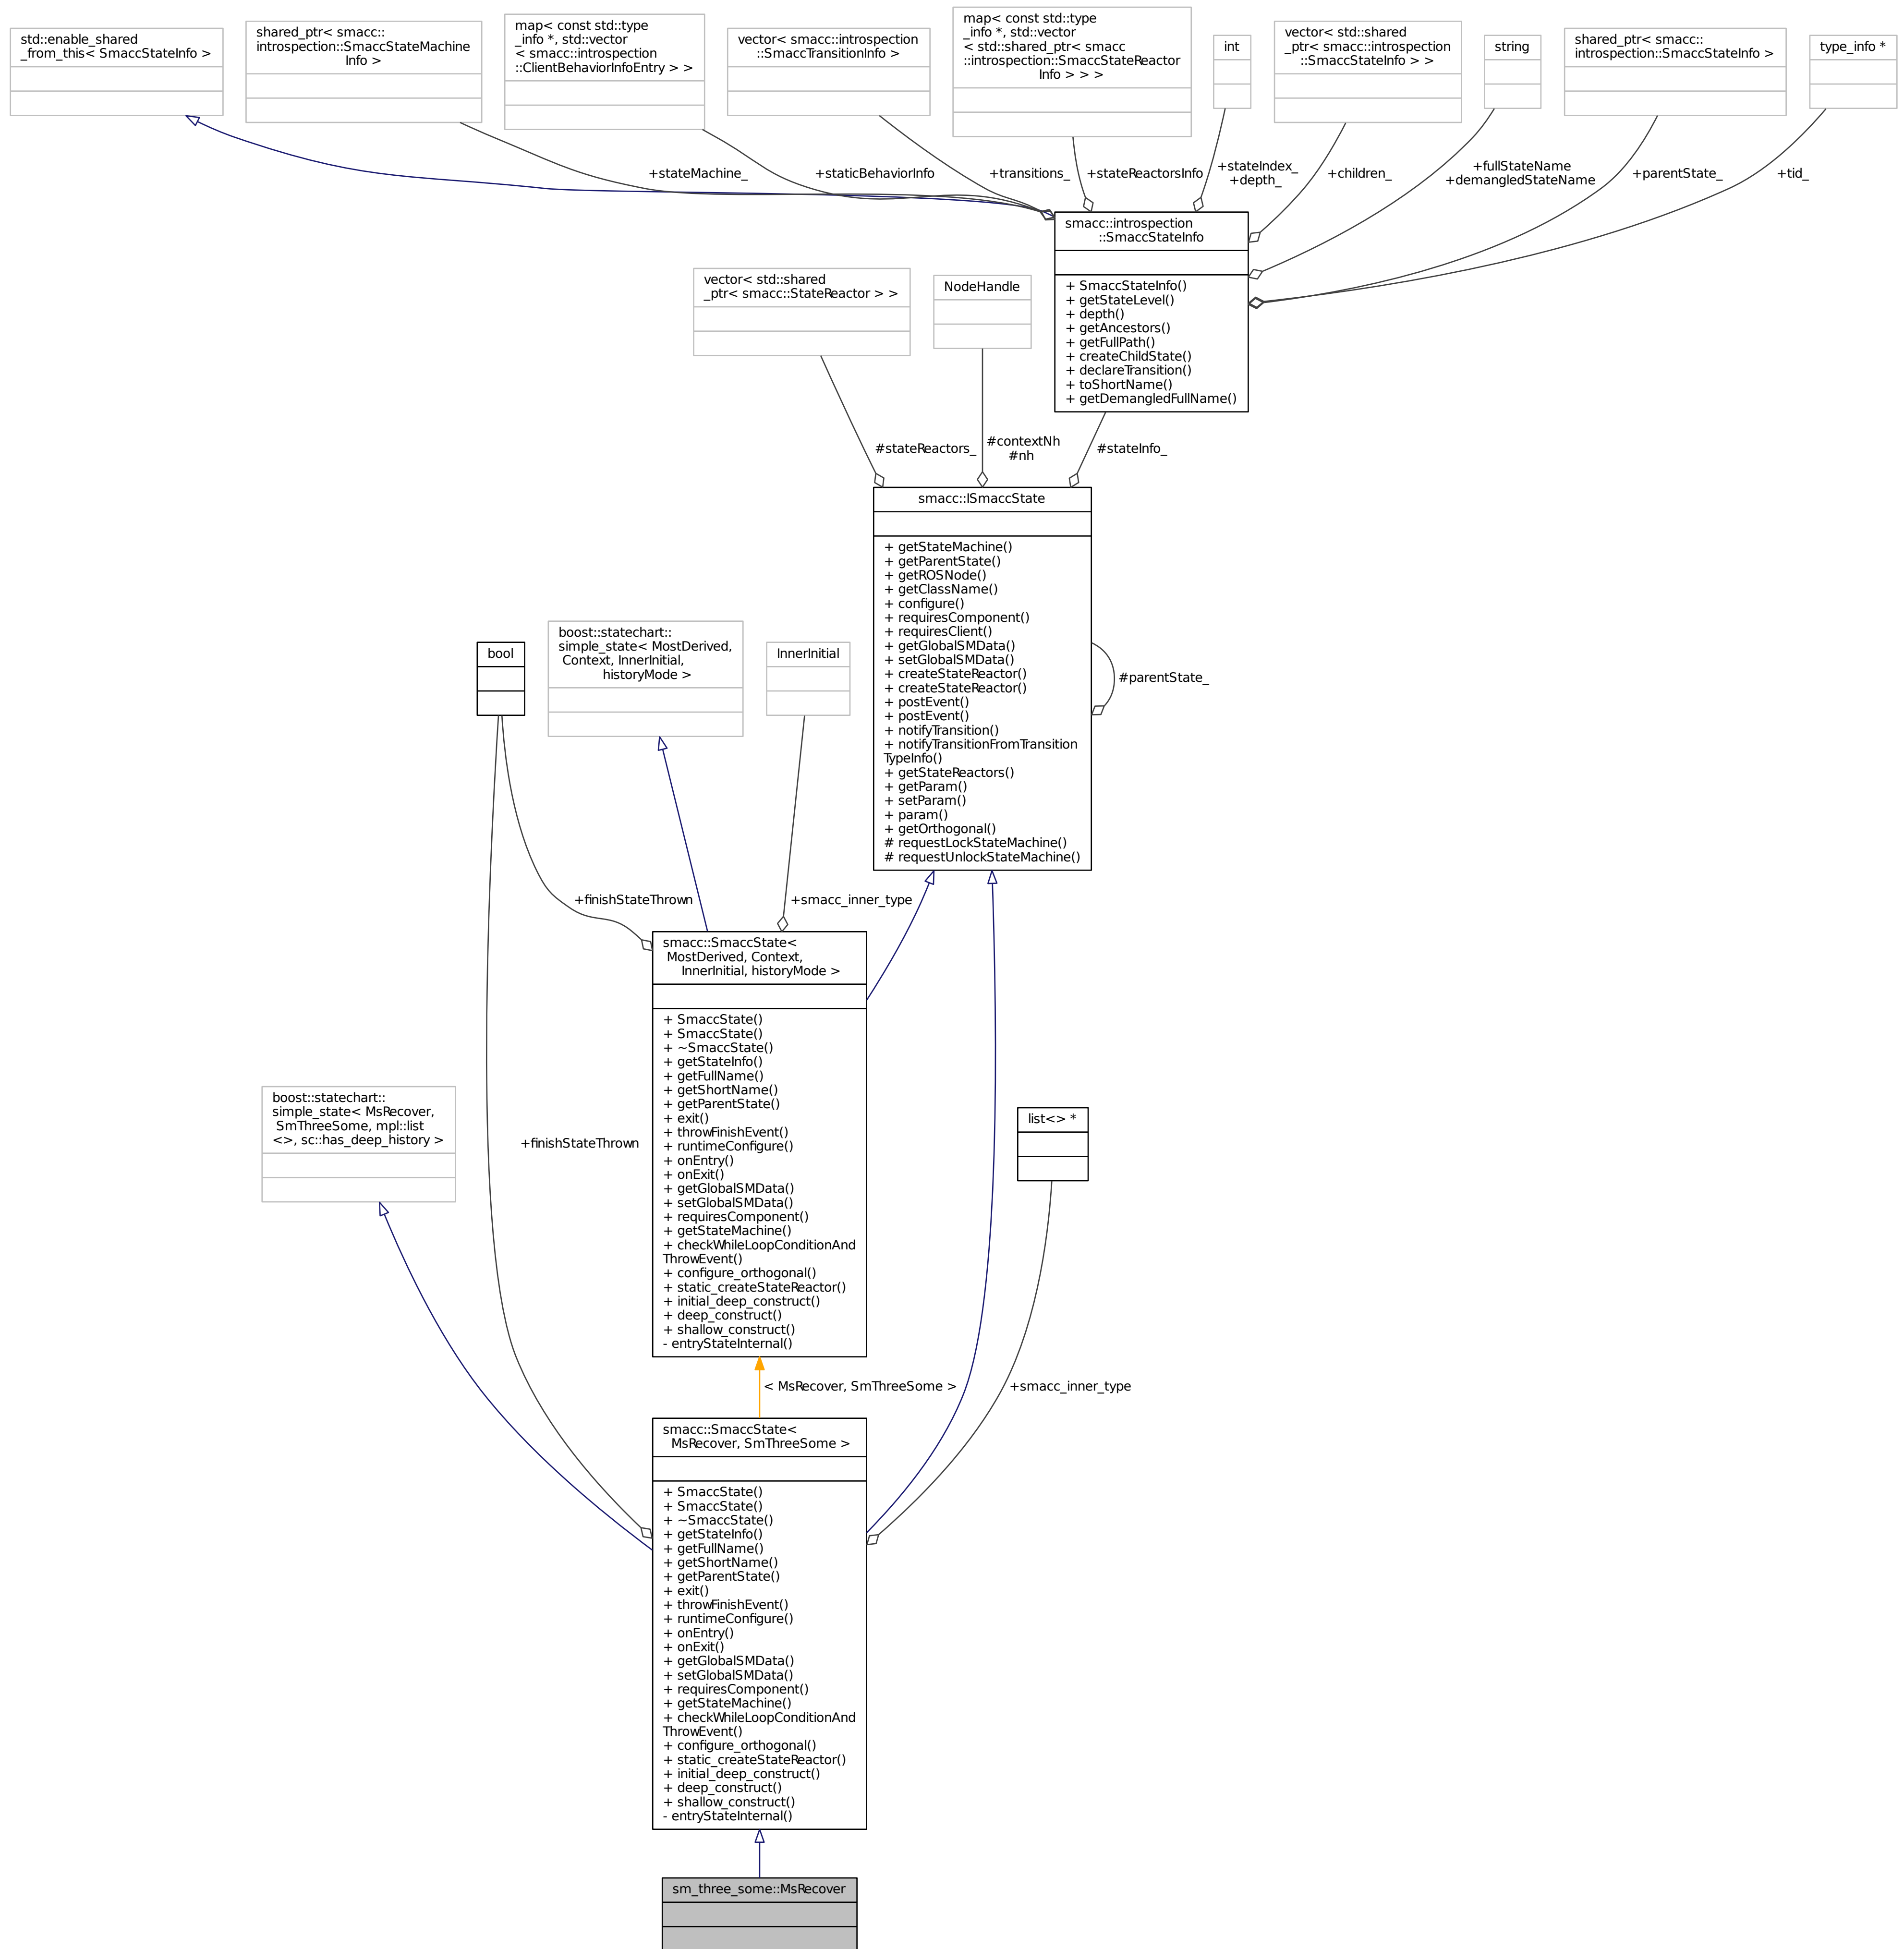 std::enable_shared
_from_this< SmaccStateInfo >
shared_ptr< smacc::
introspection::SmaccStateMachine
Info >
map< const std::type
_info *, std::vector
< smacc::introspection
::ClientBehaviorInfoEntry > >
vector< smacc::introspection
::SmaccTransitionInfo >
map< const std::type
_info *, std::vector
< std::shared_ptr< smacc
::introspection::SmaccStateReactor
Info > > >
int
vector< std::shared
_ptr< smacc::introspection
::SmaccStateInfo > >
string
shared_ptr< smacc::
introspection::SmaccStateInfo >
type_info *
+stateMachine_
+staticBehaviorInfo
+transitions_
+stateReactorsInfo
+stateIndex_
+depth_
+children_
+fullStateName
+demangledStateName
+parentState_
+tid_
smacc::introspection
::SmaccStateInfo
+ SmaccStateInfo()
+ getStateLevel()
+ depth()
+ getAncestors()
+ getFullPath()
+ createChildState()
+ declareTransition()
+ toShortName()
+ getDemangledFullName()
vector< std::shared
_ptr< smacc::StateReactor > >
NodeHandle
#stateReactors_
#contextNh
#nh
#stateInfo_
smacc::ISmaccState
+ getStateMachine()
+ getParentState()
+ getROSNode()
+ getClassName()
+ configure()
+ requiresComponent()
+ requiresClient()
+ getGlobalSMData()
+ setGlobalSMData()
+ createStateReactor()
+ createStateReactor()
+ postEvent()
+ postEvent()
+ notifyTransition()
+ notifyTransitionFromTransition
TypeInfo()
+ getStateReactors()
+ getParam()
+ setParam()
+ param()
+ getOrthogonal()
# requestLockStateMachine()
# requestUnlockStateMachine()
#parentState_
bool
boost::statechart::
simple_state< MostDerived,
Context, InnerInitial,
historyMode >
InnerInitial
+finishStateThrown
+smacc_inner_type
smacc::SmaccState<
MostDerived, Context,
InnerInitial, historyMode >
+ SmaccState()
+ SmaccState()
+ ~SmaccState()
+ getStateInfo()
+ getFullName()
+ getShortName()
+ getParentState()
+ exit()
+ throwFinishEvent()
+ runtimeConfigure()
+ onEntry()
+ onExit()
+ getGlobalSMData()
+ setGlobalSMData()
+ requiresComponent()
+ getStateMachine()
+ checkWhileLoopConditionAnd
ThrowEvent()
+ configure_orthogonal()
+ static_createStateReactor()
+ initial_deep_construct()
+ deep_construct()
+ shallow_construct()
- entryStateInternal()
boost::statechart::
simple_state< MsRecover,
SmThreeSome, mpl::list
<>, sc::has_deep_history >
+finishStateThrown
list<> *
< MsRecover, SmThreeSome >
+smacc_inner_type
smacc::SmaccState<
MsRecover, SmThreeSome >
+ SmaccState()
+ SmaccState()
+ ~SmaccState()
+ getStateInfo()
+ getFullName()
+ getShortName()
+ getParentState()
+ exit()
+ throwFinishEvent()
+ runtimeConfigure()
+ onEntry()
+ onExit()
+ getGlobalSMData()
+ setGlobalSMData()
+ requiresComponent()
+ getStateMachine()
+ checkWhileLoopConditionAnd
ThrowEvent()
+ configure_orthogonal()
+ static_createStateReactor()
+ initial_deep_construct()
+ deep_construct()
+ shallow_construct()
- entryStateInternal()
sm_three_some::MsRecover